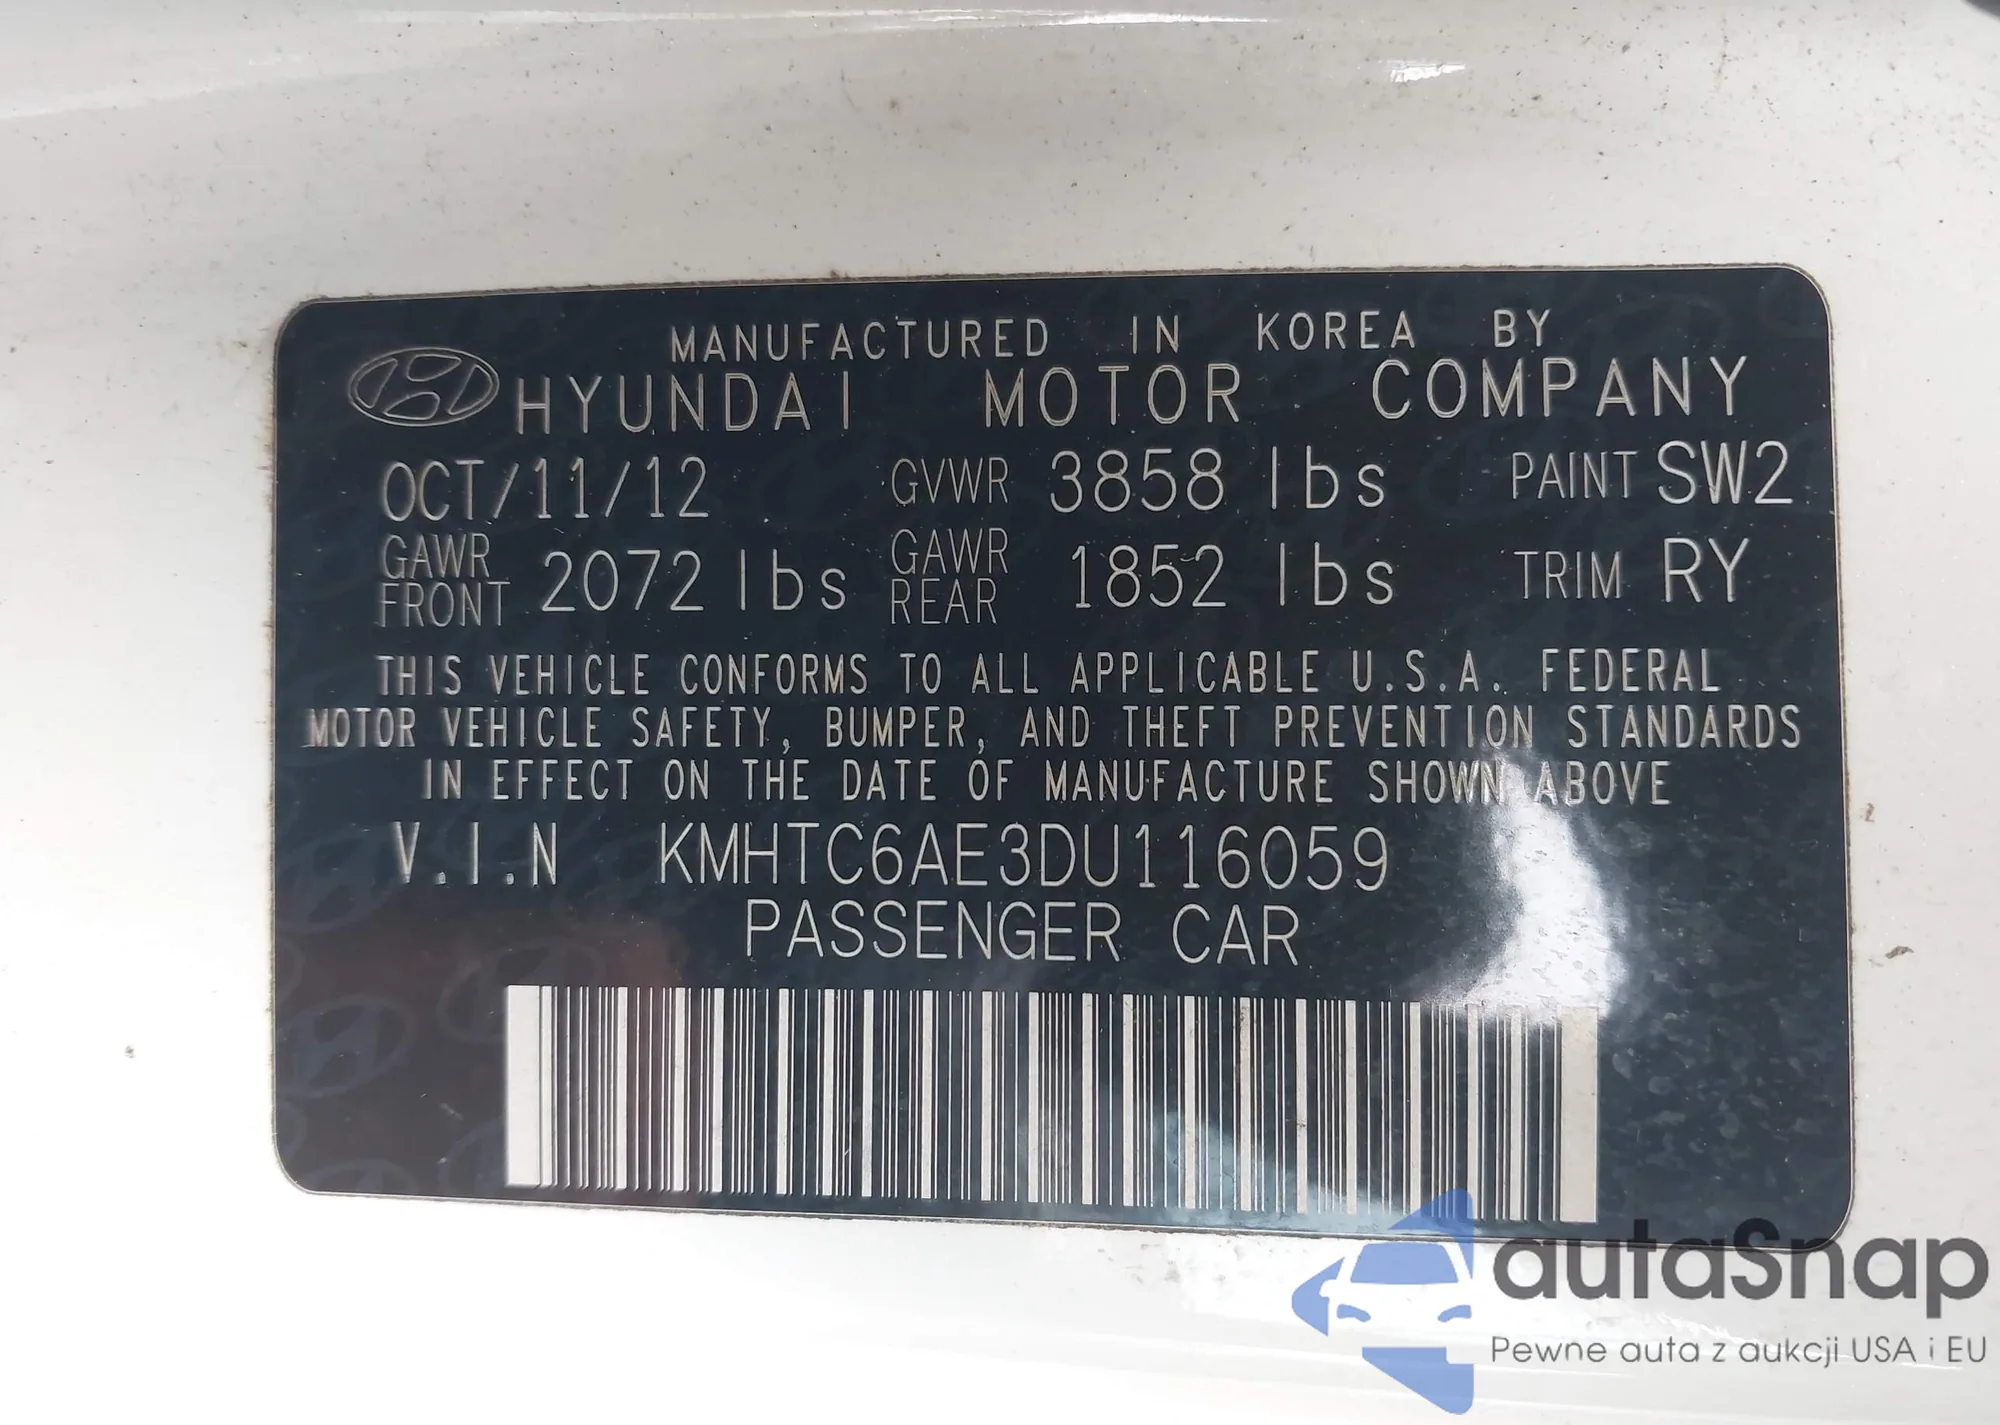 MANUFACTURED IN KOREA BY
HYUNDAI MOTOR COMPANY
OCT/11/12 GVWR 3858 lbs PAINT SW2
GAWR FRONT 2072 lbs GAWR REAR 1852 lbs TRIM RY
THIS VEHICLE CONFORMS TO ALL APPLICABLE U.S.A. FEDERAL
MOTOR VEHICLE SAFETY, BUMPER, AND THEFT PREVENTION STANDARDS
IN EFFECT ON THE DATE OF MANUFACTURE SHOWN ABOVE
V.I.N KMHTC6AE3DU116059
PASSENGER CAR
autaSnap
Pewne auta z aukcji USA i EU